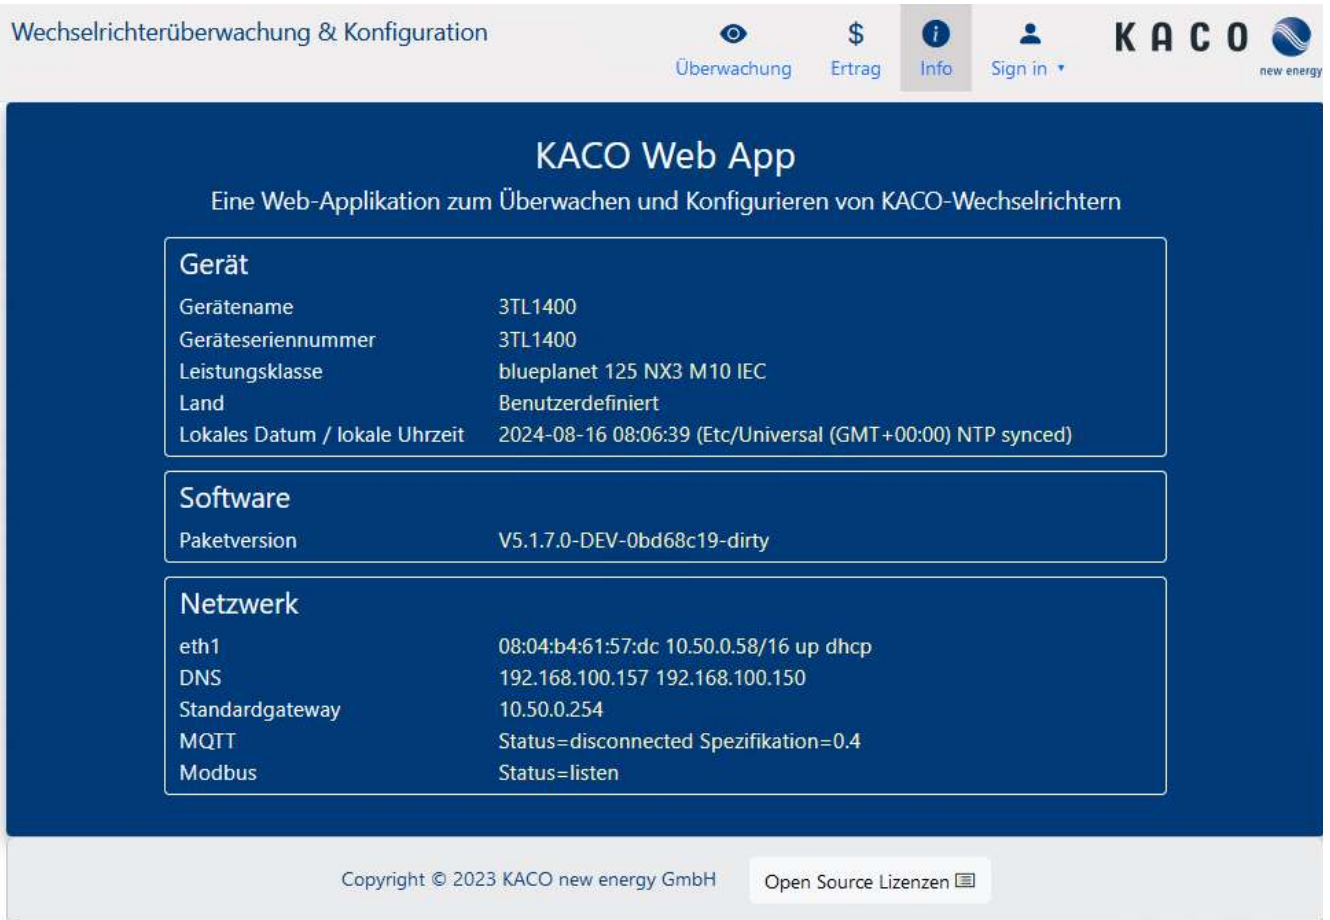 Wechselrichterüberwachung & Konfiguration
Überwachung
Ertrag
Info
Sign in
KACO
new energy
KACO Web App
Eine Web-Applikation zum Überwachen und Konfigurieren von KACO-Wechselrichtern
Gerät
Gerätename 3TL1400
Geräteseriennummer 3TL1400
Leistungsklasse blueplanet 125 NX3 M10 IEC
Land Benutzerdefiniert
Lokales Datum / lokale Uhrzeit 2024-08-16 08:06:39 (Etc/Universal (GMT+00:00) NTP synced)
Software
Paketversion V5.1.7.0-DEV-0bd68c19-dirty
Netzwerk
eth1 08:04:b4:61:57:dc 10.50.0.58/16 up dhcp
DNS 192.168.100.157 192.168.100.150
Standardgateway 10.50.0.254
MQTT Status=disconnected Spezifikation=0.4
Modbus Status=listen
Copyright © 2023 KACO new energy GmbH
Open Source Lizenzen